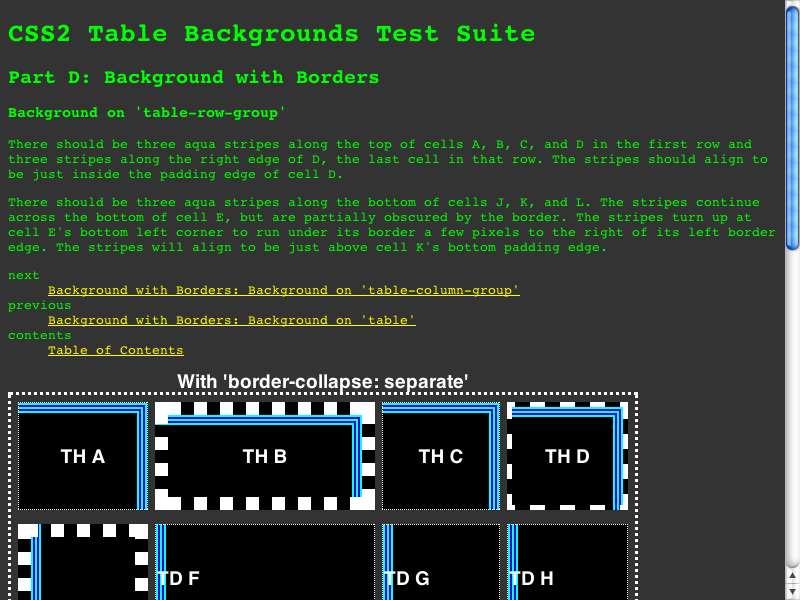 CSS2 Table Backgrounds Test Suite
Part D: Background with Borders
Background on 'table-row-group'
There should be three aqua stripes along the top of cells A, B, C, and D in the first row and
three stripes along the right edge of D, the last cell in that row. The stripes should align to
be just inside the padding edge of cell D.
There should be three aqua stripes along the bottom of cells J, K, and L. The stripes continue
across the bottom of cell E, but are partially obscured by the border. The stripes turn up at
cell E's bottom left corner to run under its border a few pixels to the right of its left border
edge. The stripes will align to be just above cell K's bottom padding edge.
next
Background with Borders: Background on 'table-column-group'
previous
Background with Borders: Background on 'table'
contents
Table of Contents
With 'border-collapse: separate'
TH A TH B TH C TH D
TD F TD G TD H